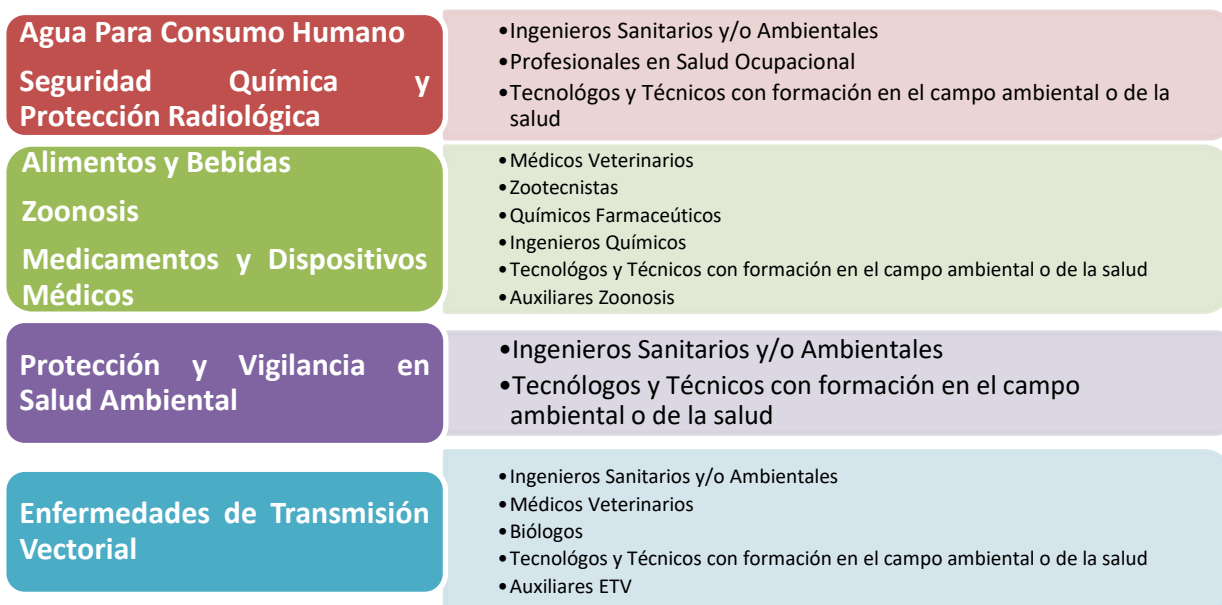 Agua Para Consumo Humano
Seguridad Química y
Protección Radiológica
•Ingenieros Sanitarios y/o Ambientales
•Profesionales en Salud Ocupacional
•Tecnológos y Técnicos con formación en el campo ambiental o de la
salud
Alimentos y Bebidas
Zoonosis
Medicamentos y Dispositivos
Médicos
•Médicos Veterinarios
•Zootecnistas
•Químicos Farmaceúticos
•Ingenieros Químicos
•Tecnológos y Técnicos con formación en el campo ambiental o de la salud
•Auxiliares Zoonosis
Protección y Vigilancia en
Salud Ambiental
•Ingenieros Sanitarios y/o Ambientales
•Tecnólogos y Técnicos con formación en el campo
ambiental o de la salud
Enfermedades de Transmisión
Vectorial
•Ingenieros Sanitarios y/o Ambientales
•Médicos Veterinarios
•Biólogos
•Tecnológos y Técnicos con formación en el campo ambiental o de la salud
•Auxiliares ETV